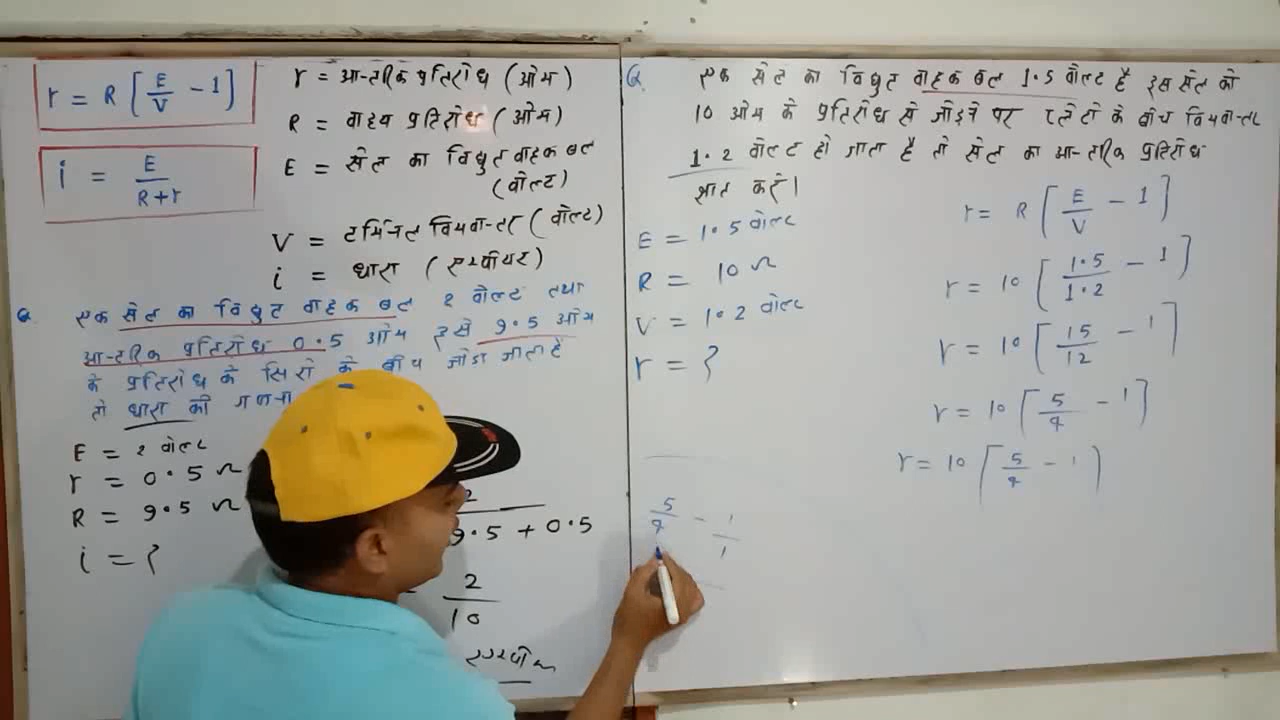 r = R [ E/V - 1 ]
i = E/(R+r)
r = आन्तरिक प्रतिरोध (ओम)
R = वाहय प्रतिरोध (ओम)
E = सेल का विधुत वाहक बल
(वोल्ट)
V = टर्मिनल विभवान्तर (वोल्ट)
i = धारा (एम्पीयर)
Q. एक सेल का विधुत वाहक बल 2 वोल्ट तथा
आन्तरिक प्रतिरोध 0.5 ओम इसे 9.5 ओम
के प्रतिरोध के सिरो के बीच जोडा जाता है
तो धारा की
E = 2 वोल्ट
r = 0.5 Ω
R = 9.5 Ω
i = ?
2/(9.5 + 0.5)
2/10
Q. एक सेल का विधुत वाहक बल 1.5 वोल्ट है इस सेल को
10 ओम के प्रतिरोध से जोड़ने पर प्लेटो के बीच विभवान्तर
1.2 वोल्ट हो जाता है तो सेल का आन्तरिक प्रतिरोध
ज्ञात करे।
E = 1.5 वोल्ट
R = 10 Ω
V = 1.2 वोल्ट
r = ?
r = R [ E/V - 1 ]
r = 10 [ 1.5/1.2 - 1 ]
r = 10 [ 15/12 - 1 ]
r = 10 [ 5/4 - 1 ]
r = 10 [ 5/4 - 1 ]
5/4 - 1/1